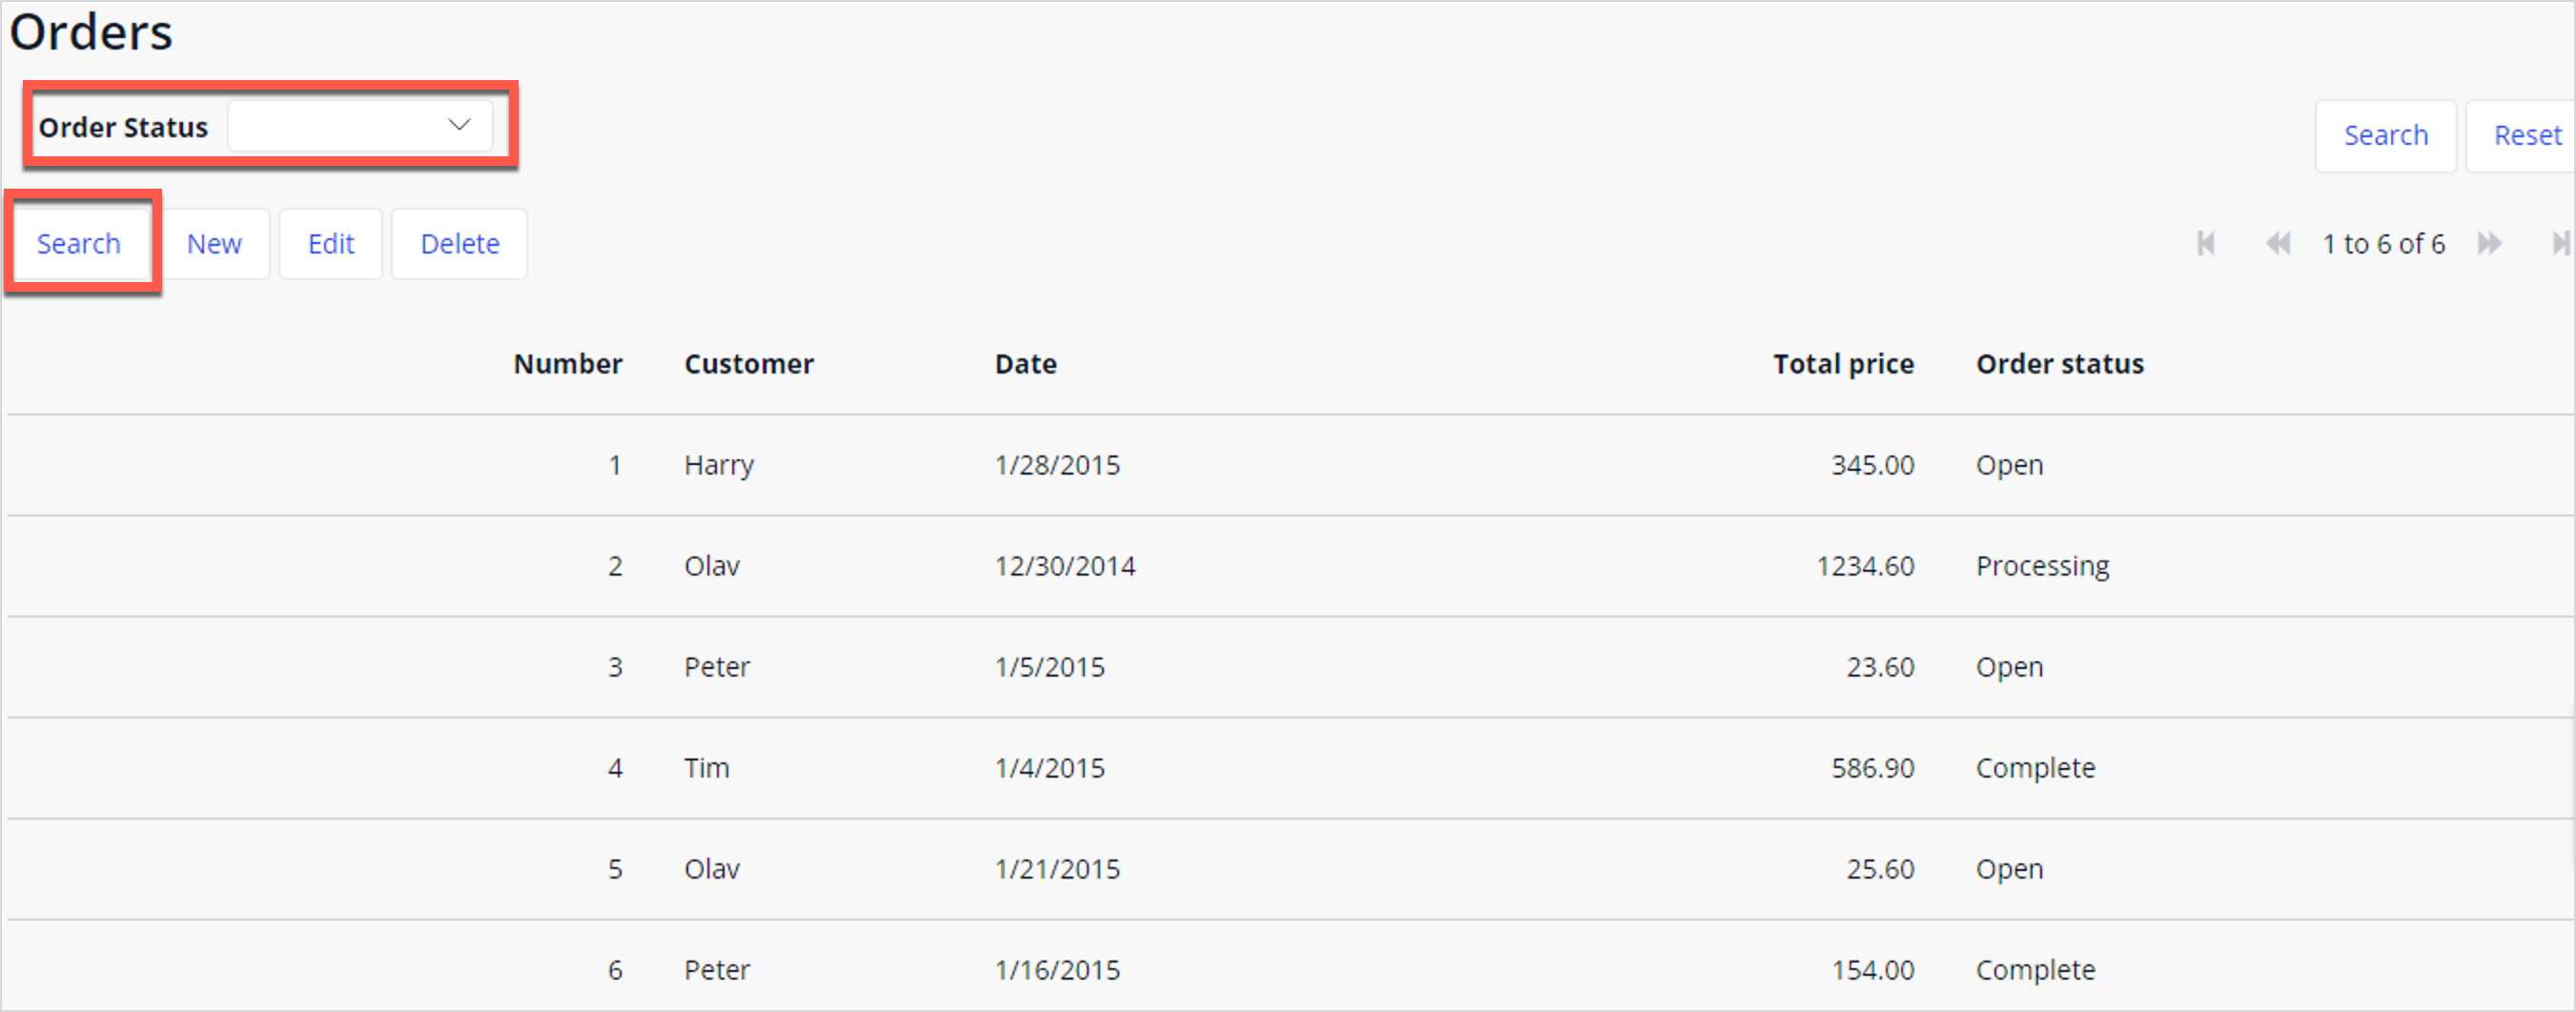 Orders
Order Status
Search Reset
Search New Edit Delete 1 to 6 of 6
Number Customer Date Total price Order status
1 Harry 1/28/2015 345.00 Open
2 Olav 12/30/2014 1234.60 Processing
3 Peter 1/5/2015 23.60 Open
4 Tim 1/4/2015 586.90 Complete
5 Olav 1/21/2015 25.60 Open
6 Peter 1/16/2015 154.00 Complete